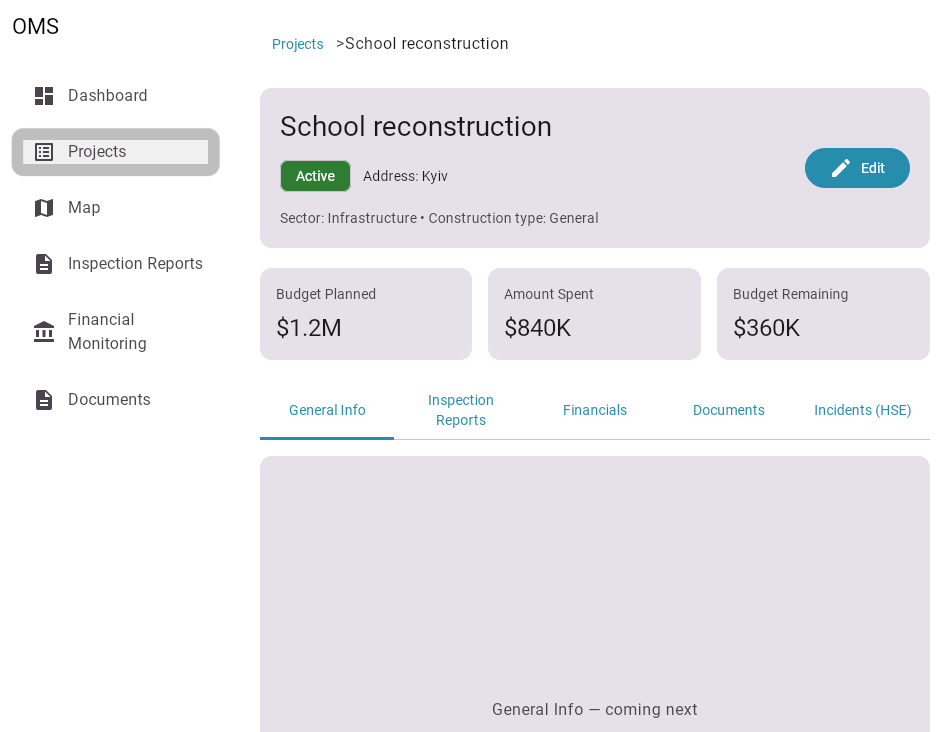 OMS
Dashboard
Projects
Map
Inspection Reports
Financial
Monitoring
Documents
Projects >School reconstruction
School reconstruction
Active Address: Kyiv
Edit
Sector: Infrastructure • Construction type: General
Budget Planned
$1.2M
Amount Spent
$840K
Budget Remaining
$360K
General Info
Inspection
Reports
Financials
Documents
Incidents (HSE)
General Info — coming next